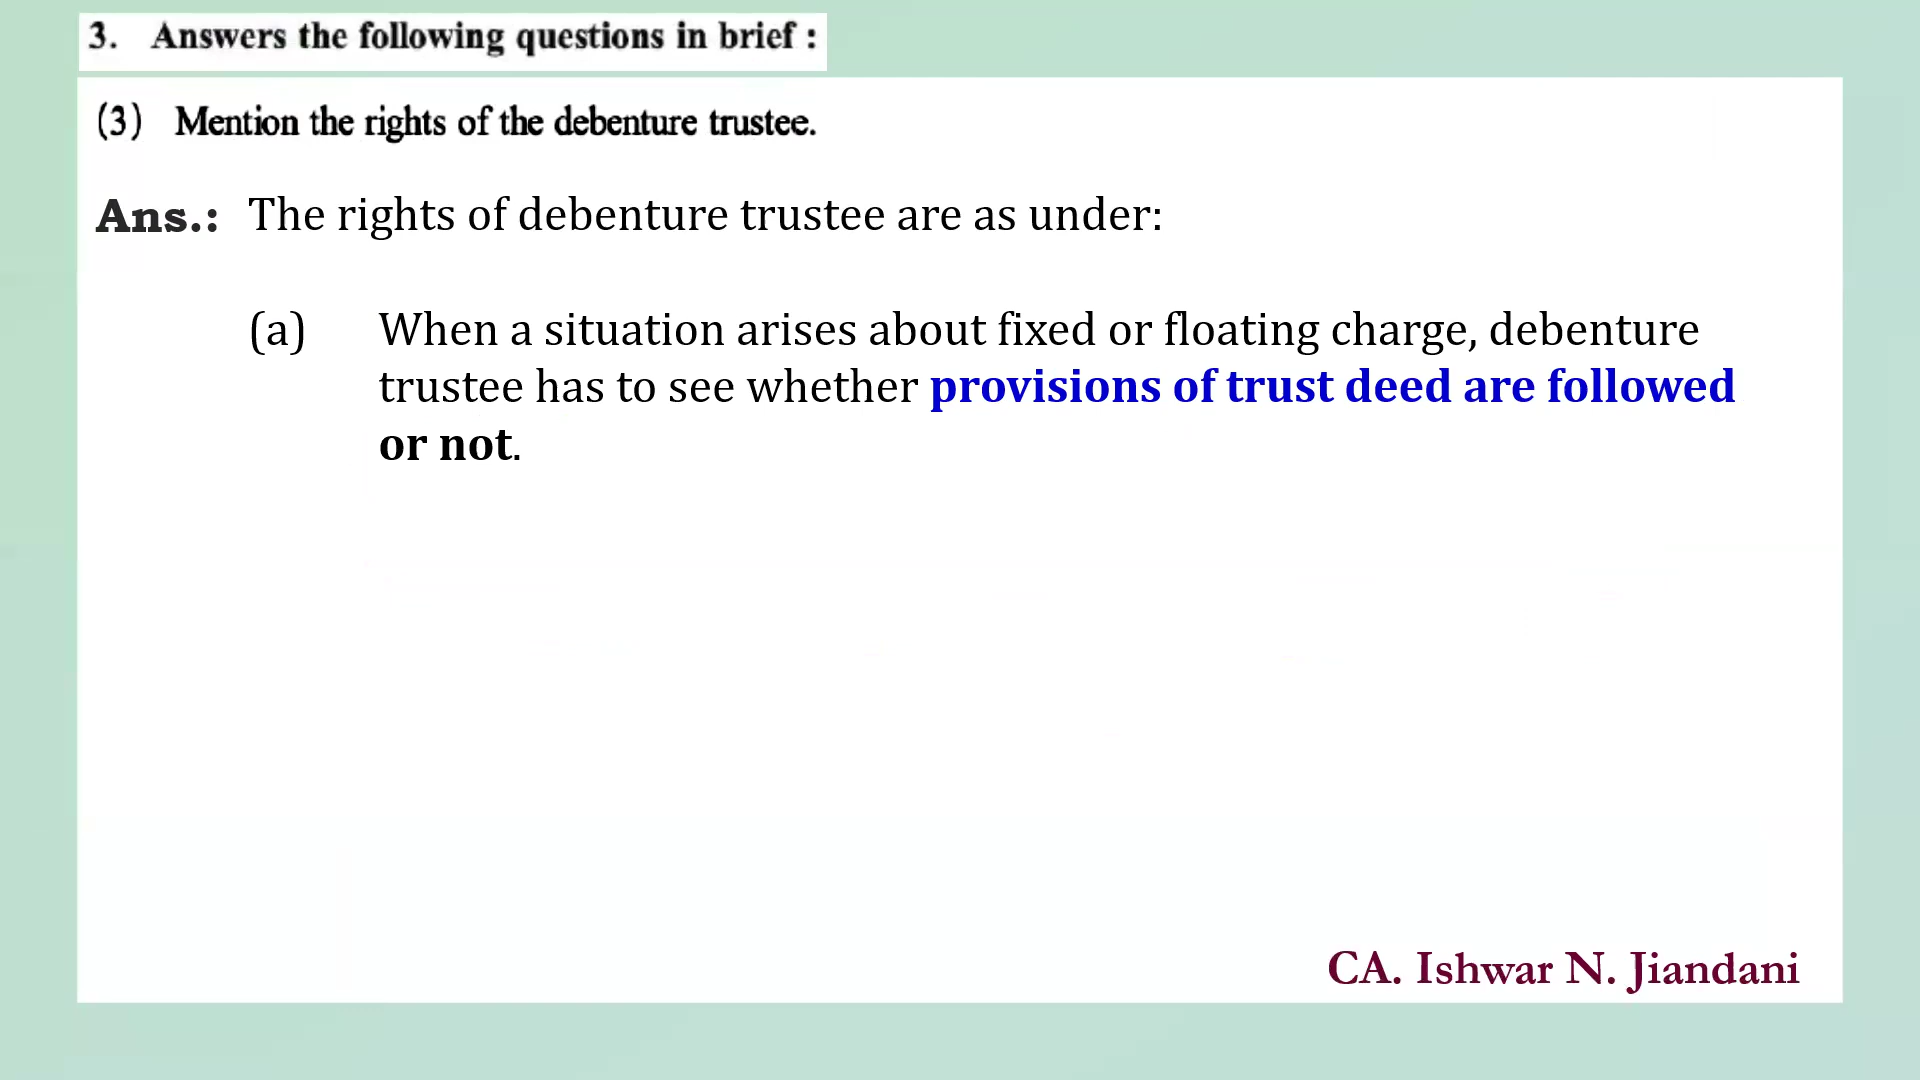 3. Answers the following questions in brief :
(3) Mention the rights of the debenture trustee.
Ans.: The rights of debenture trustee are as under:
(a) When a situation arises about fixed or floating charge, debenture
trustee has to see whether provisions of trust deed are followed
or not.
CA. Ishwar N. Jiandani